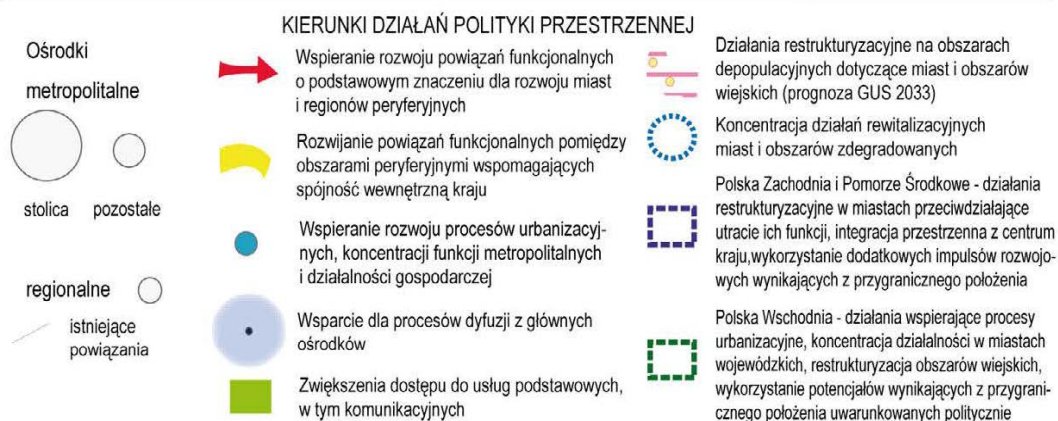 KIERUNKI DZIAŁAŃ POLITYKI PRZESTRZENNEJ
Ośrodki
metropolitalne
stolica pozostałe
regionalne
istniejące
powiązania
Wspieranie rozwoju powiązań funkcjonalnych
o podstawowym znaczeniu dla rozwoju miast
i regionów peryferyjnych
Rozwijanie powiązań funkcjonalnych pomiędzy
obszarami peryferyjnymi wspomagających
spójność wewnętrzną kraju
Wspieranie rozwoju procesów urbanizacyj-
nych, koncentracji funkcji metropolitalnych
i działalności gospodarczej
Wsparcie dla procesów dyfuzji z głównych
ośrodków
Zwiększenia dostępu do usług podstawowych,
w tym komunikacyjnych
Działania restrukturyzacyjne na obszarach
depopulacyjnych dotyczące miast i obszarów
wiejskich (prognoza GUS 2033)
Koncentracja działań rewitalizacyjnych
miast i obszarów zdegradowanych
Polska Zachodnia i Pomorze Środkowe - działania
restrukturyzacyjne w miastach przeciwdziałające
utracie ich funkcji, integracja przestrzenna z centrum
kraju,wykorzystanie dodatkowych impulsów rozwojo-
owych wynikających z przygranicznego położenia
Polska Wschodnia - działania wspierające procesy
urbanizacyjne, koncentracja działalności w miastach
wojewódzkich, restrukturyzacja obszarów wiejskich,
wykorzystanie potencjałów wynikających z przygrani-
cznego położenia uwarunkowanych politycznie